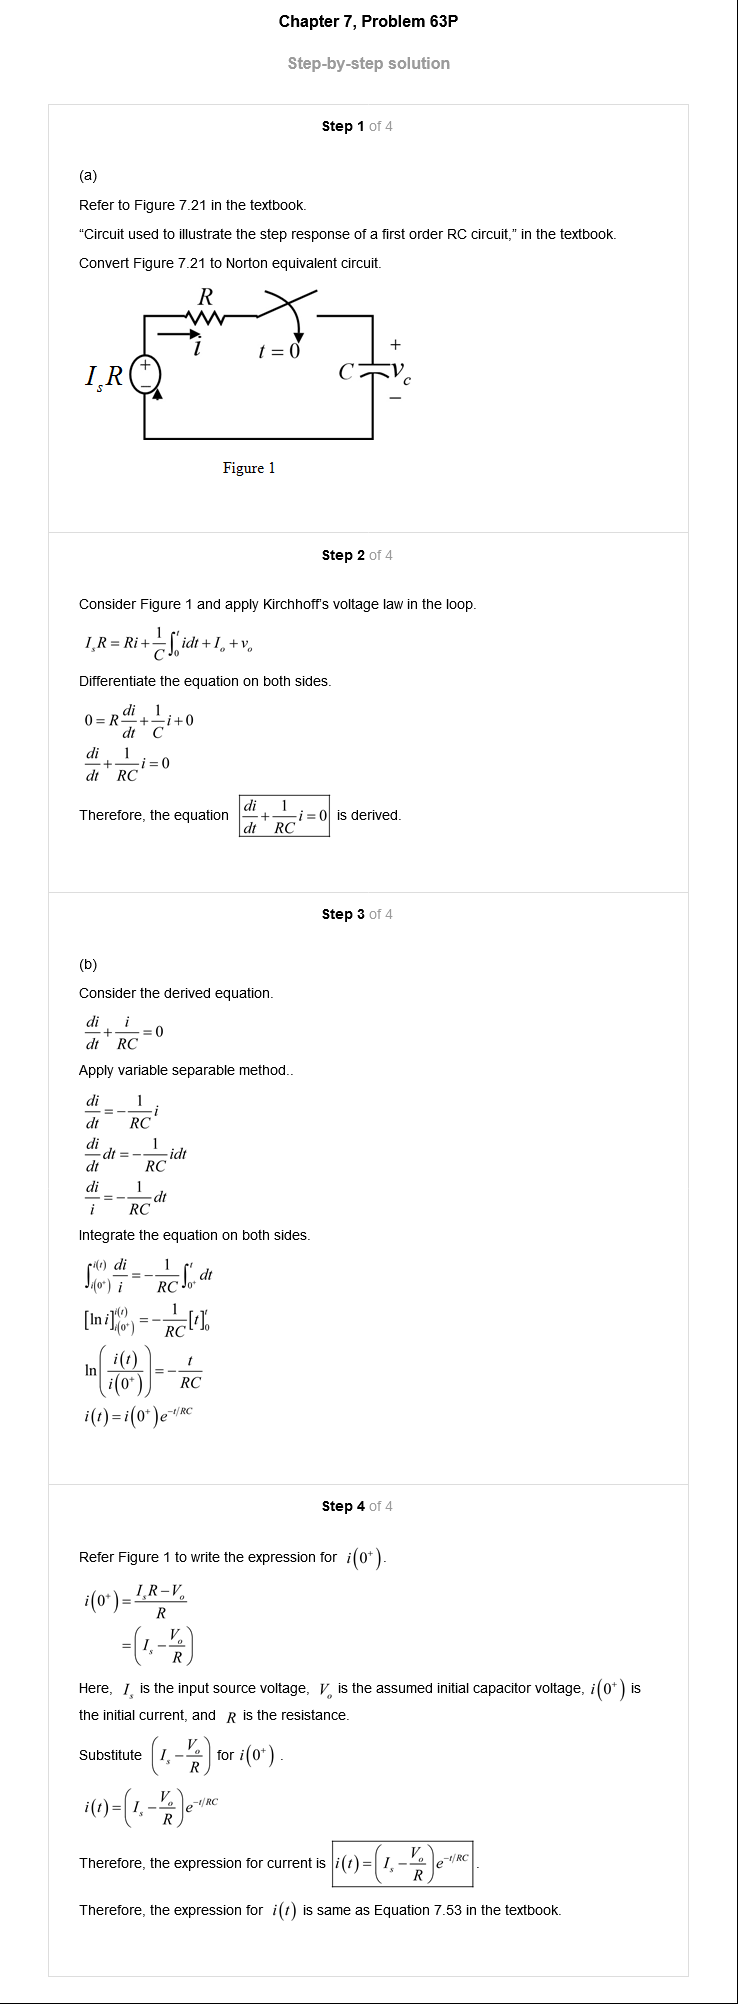 Chapter 7, Problem 63P
Step-by-step solution
Step 1 of 4
(a)
Refer to Figure 7.21 in the textbook.
“Circuit used to illustrate the step response of a first order RC circuit,” in the textbook.
Convert Figure 7.21 to Norton equivalent circuit.
R
i
t = 0
I_s R
+
−
C
+
v_c
−
Figure 1
Step 2 of 4
Consider Figure 1 and apply Kirchhoff's voltage law in the loop.
I_s R = Ri + \frac{1}{C} \int_0^t idt + I_o + v_o
Differentiate the equation on both sides.
0 = R \frac{di}{dt} + \frac{1}{C} i + 0
\frac{di}{dt} + \frac{1}{RC} i = 0
Therefore, the equation \frac{di}{dt} + \frac{1}{RC} i = 0 is derived.
Step 3 of 4
(b)
Consider the derived equation.
\frac{di}{dt} + \frac{i}{RC} = 0
Apply variable separable method..
\frac{di}{dt} = -\frac{1}{RC} i
\frac{di}{dt} dt = -\frac{1}{RC} idt
\frac{di}{i} = -\frac{1}{RC} dt
Integrate the equation on both sides.
\int_{i(0^+)}^{i(t)} \frac{di}{i} = -\frac{1}{RC} \int_{0^+}^{t} dt
[\ln i]_{i(0^+)}^{i(t)} = -\frac{1}{RC} [t]_0^t
\ln \left( \frac{i(t)}{i(0^+)} \right) = -\frac{t}{RC}
i(t) = i(0^+) e^{-t/RC}
Step 4 of 4
Refer Figure 1 to write the expression for i(0^+).
i(0^+) = \frac{I_s R - V_o}{R}
= \left( I_s - \frac{V_o}{R} \right)
Here, I_s is the input source voltage, V_o is the assumed initial capacitor voltage, i(0^+) is
the initial current, and R is the resistance.
Substitute \left( I_s - \frac{V_o}{R} \right) for i(0^+) .
i(t) = \left( I_s - \frac{V_o}{R} \right) e^{-t/RC}
Therefore, the expression for current is i(t) = \left( I_s - \frac{V_o}{R} \right) e^{-t/RC} .
Therefore, the expression for i(t) is same as Equation 7.53 in the textbook.